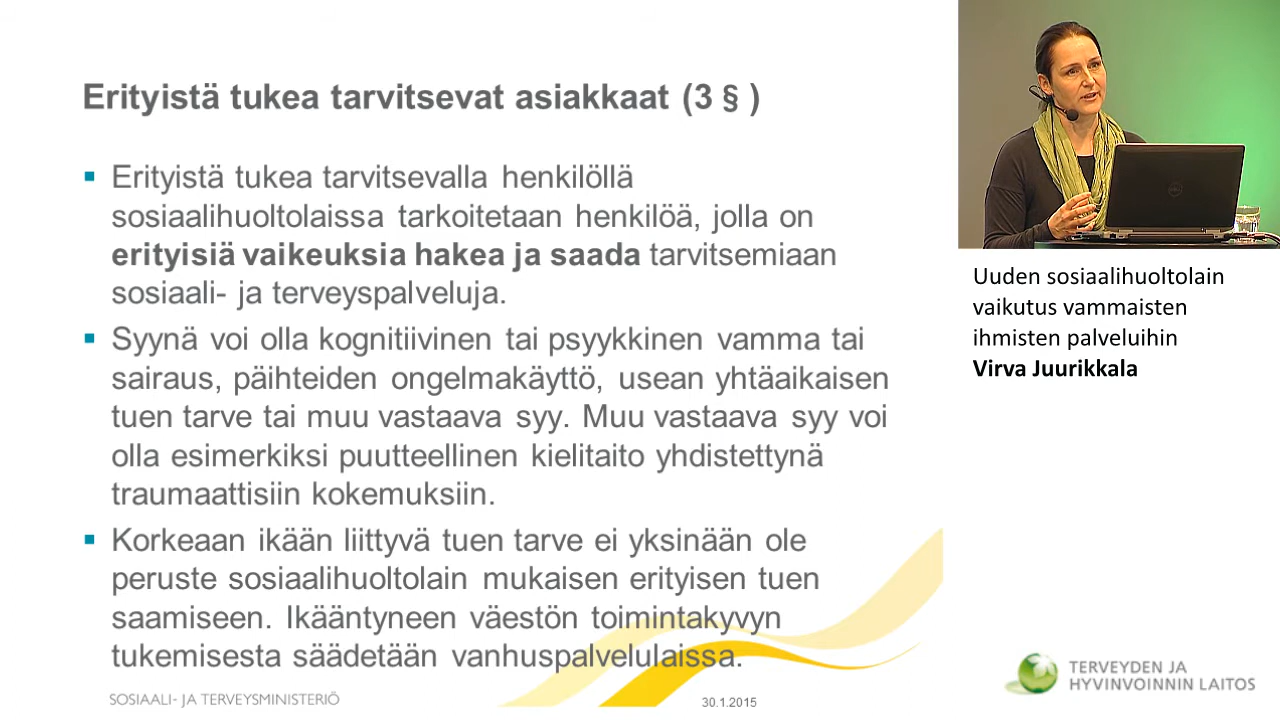 Erityistä tukea tarvitsevat asiakkaat (3 § )
Erityistä tukea tarvitsevalla henkilöllä
sosiaalihuoltolaissa tarkoitetaan henkilöä, jolla on
erityisiä vaikeuksia hakea ja saada tarvitsemiaan
sosiaali- ja terveyspalveluja.
Syynä voi olla kognitiivinen tai psyykkinen vamma tai
sairaus, päihteiden ongelmakäyttö, usean yhtäaikaisen
tuen tarve tai muu vastaava syy. Muu vastaava syy voi
olla esimerkiksi puutteellinen kielitaito yhdistettynä
traumaattisiin kokemuksiin.
Korkeaan ikään liittyvä tuen tarve ei yksinään ole
peruste sosiaalihuoltolain mukaisen erityisen tuen
saamiseen. Ikääntyneen väestön toimintakyvyn
tukemisesta säädetään vanhuspalvelulaissa.
SOSIAALI- JA TERVEYSMINISTERIÖ
30.1.2015
Uuden sosiaalihuoltolain
vaikutus vammaisten
ihmisten palveluihin
Virva Juurikkala
TERVEYDEN JA
HYVINVOINNIN LAITOS